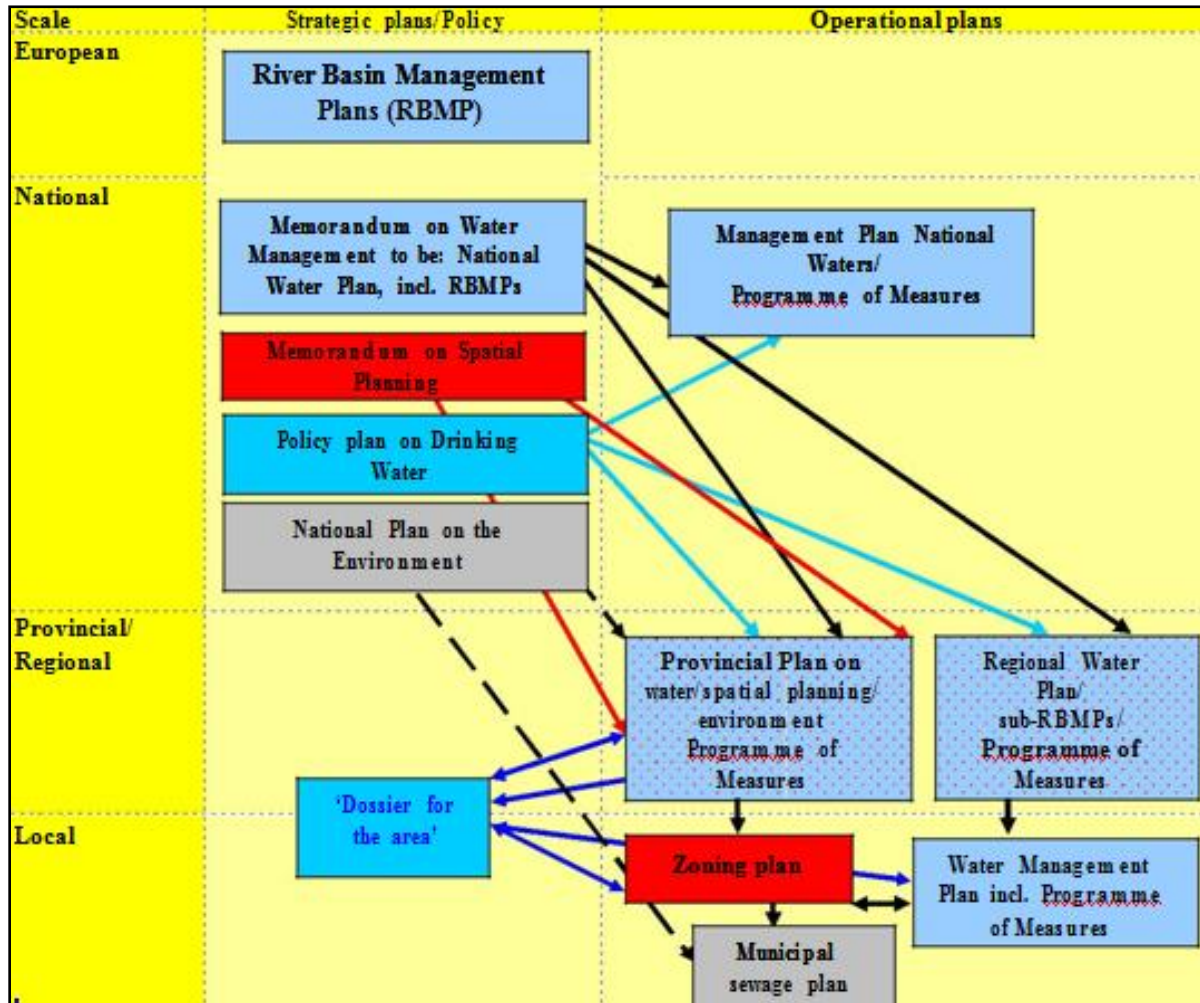 Scale
Strategic plans/Policy
Operational plans
European
River Basin Management
Plans (RBMP)
National
Memorandum on Water
Management to be: National
Water Plan, incl. RBMPs
Management Plan National
Waters/
Programme of Measures
Memorandum on Spatial
Planning
Policy plan on Drinking
Water
National Plan on the
Environment
Provincial/
Regional
Provincial Plan on
water/spatial planning/
environment
Programme of
Measures
Regional Water
Plan/
sub-RBMPs/
Programme of
Measures
'Dossier for
the area'
Local
Zoning plan
Water Management
Plan incl. Programme
of Measures
Municipal
sewage plan